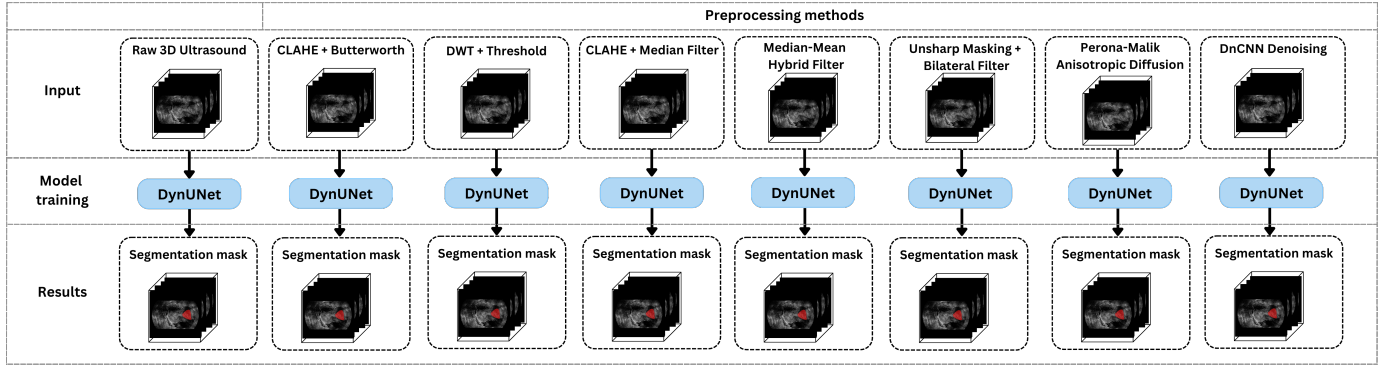 Preprocessing methods
Input
Raw 3D Ultrasound
CLAHE + Butterworth
DWT + Threshold
CLAHE + Median Filter
Median-Mean
Hybrid Filter
Unsharp Masking +
Bilateral Filter
Perona-Malik
Anisotropic Diffusion
DnCNN Denoising
Model
training
DynUNet
DynUNet
DynUNet
DynUNet
DynUNet
DynUNet
DynUNet
DynUNet
Results
Segmentation mask
Segmentation mask
Segmentation mask
Segmentation mask
Segmentation mask
Segmentation mask
Segmentation mask
Segmentation mask